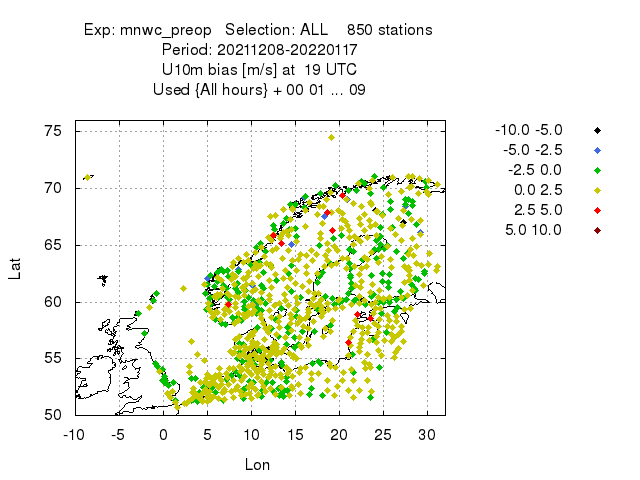 Exp: mnwc_preop   Selection: ALL    850 stations
Period: 20211208-20220117
U10m bias [m/s] at  19 UTC
Used {All hours} + 00 01 ... 09
-10.0 -5.0
-5.0 -2.5
-2.5 0.0
0.0 2.5
2.5 5.0
5.0 10.0
75
70
65
60
55
50
Lat
-10 -5 0 5 10 15 20 25 30
Lon